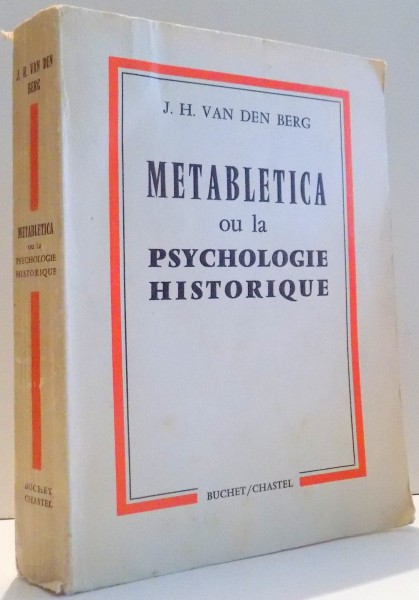 J. H. VAN DEN
BERG
METABLETICA
ou la
PSYCHOLOGIE
HISTORIQUE
BUCHET
CHASTEL
J. H. VAN DEN BERG
METABLETICA
ou la
PSYCHOLOGIE
HISTORIQUE
BUCHET/CHASTEL